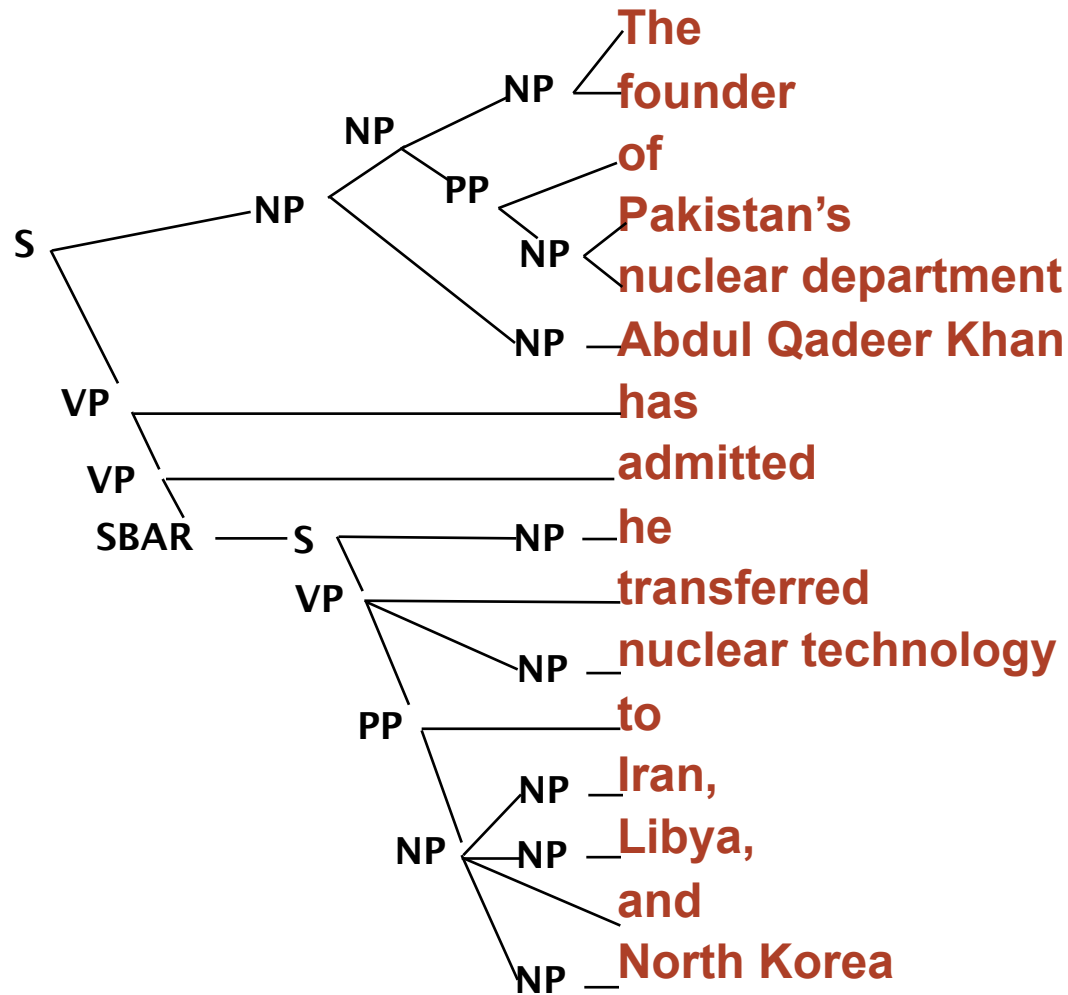 The
NP founder
NP
of
PP
NP Pakistan’s
S NP nuclear department
NP Abdul Qadeer Khan
VP has
VP admitted
SBAR S NP he
VP transferred
NP nuclear technology
PP to
NP Iran,
NP NP Libya,
and
NP North Korea